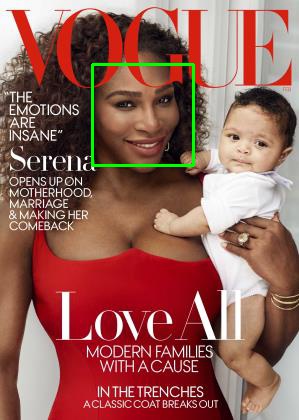 VOGUE
FEB
"THE
EMOTIONS
ARE
INSANE"
Serena
OPENS UP ON
MOTHERHOOD,
MARRIAGE
& MAKING HER
COMEBACK
Love All
MODERN FAMILIES
WITH A CAUSE
IN THE TRENCHES
A CLASSIC COAT BREAKS OUT